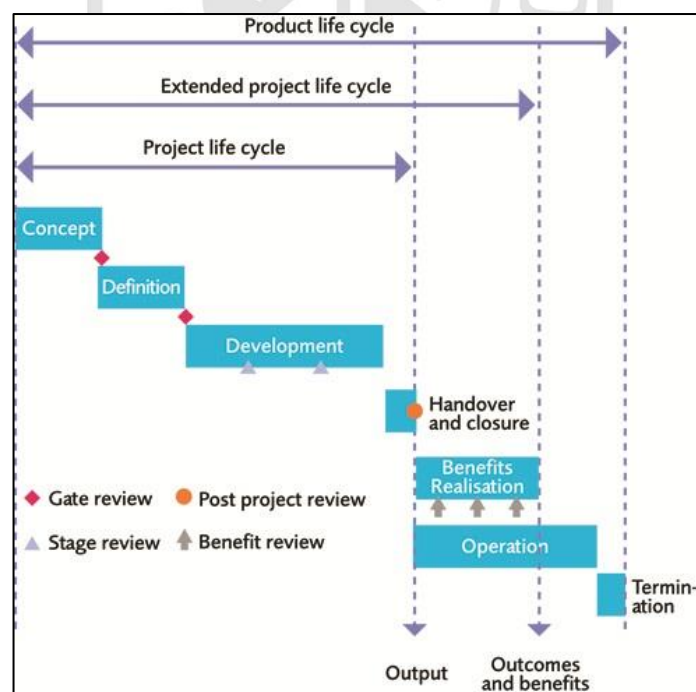 Product life cycle
Extended project life cycle
Project life cycle
Concept
Definition
Development
Handover
and closure
Benefits
Realisation
Gate review
Post project review
Stage review
Benefit review
Operation
Termin-
ation
Output
Outcomes
and benefits